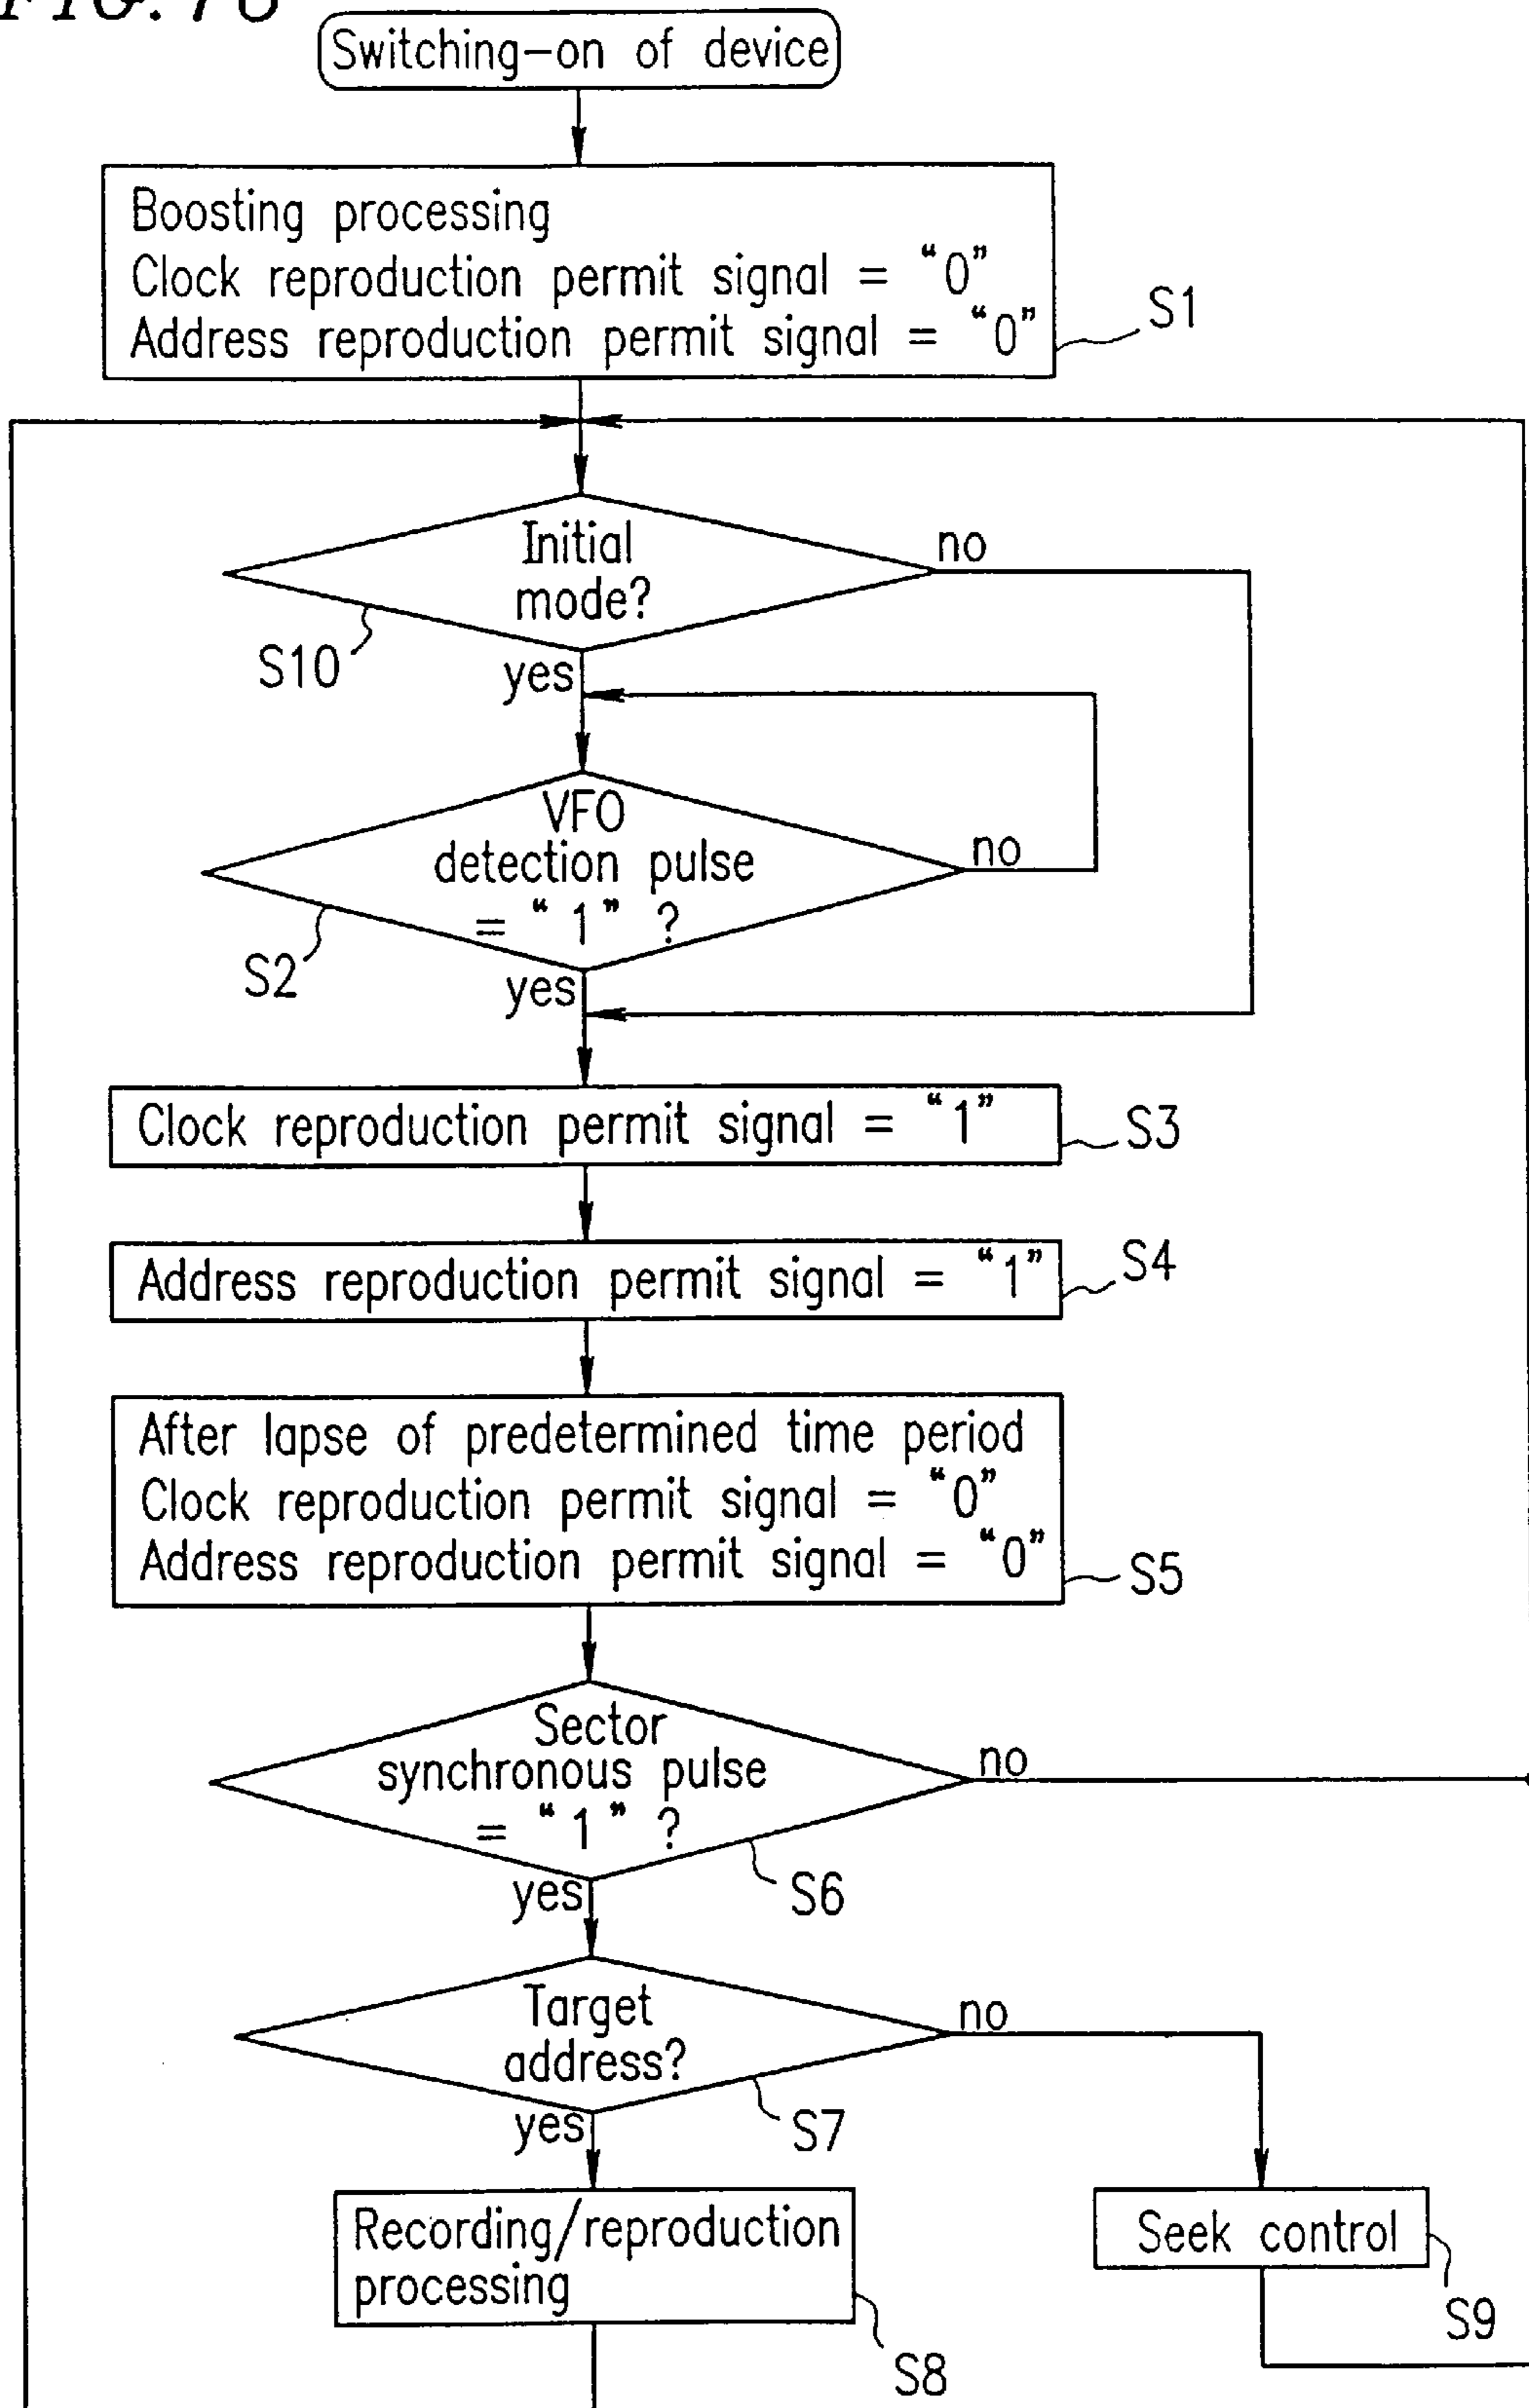 Switching-on of device
Boosting processing
Clock reproduction permit signal = “0”
Address reproduction permit signal = “0”
S1
Initial
mode?
no
S10
yes
VFO
detection pulse
= “1” ?
no
S2
yes
Clock reproduction permit signal = “1”
S3
Address reproduction permit signal = “1”
S4
After lapse of predetermined time period
Clock reproduction permit signal = “0”
Address reproduction permit signal = “0”
S5
Sector
synchronous pulse
= “1” ?
no
S6
yes
Target
address?
no
S7
yes
Recording/reproduction
processing
S8
Seek control
S9